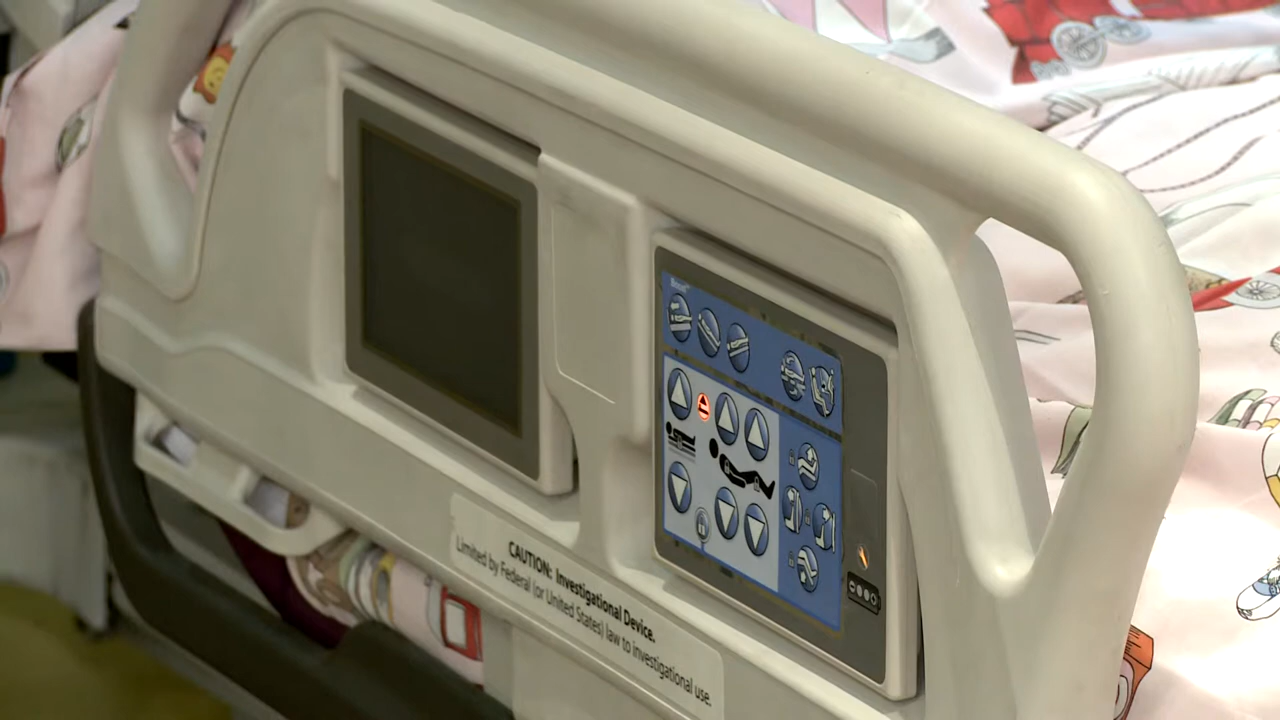 CAUTION: Investigational Device.
Limited by Federal (or United States) law to investigational use.